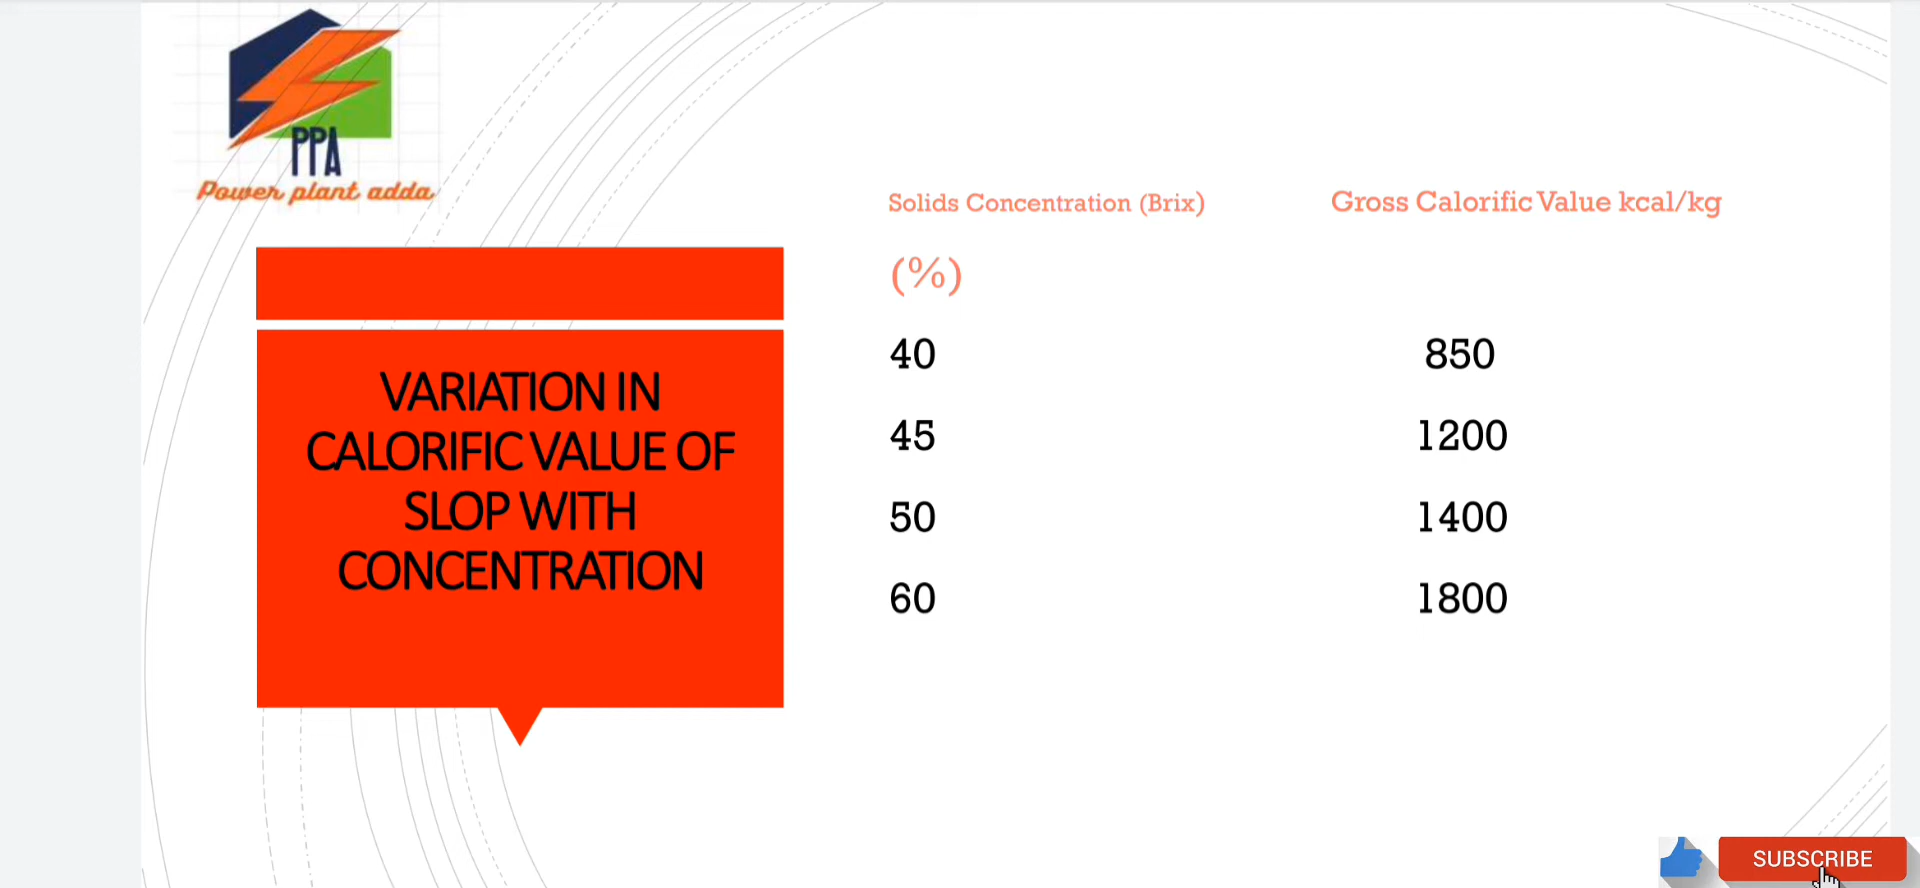 PPA
Power plant adda
VARIATION IN
CALORIFIC VALUE OF
SLOP WITH
CONCENTRATION
Solids Concentration (Brix) Gross Calorific Value kcal/kg
(%)
40 850
45 1200
50 1400
60 1800
SUBSCRIBE